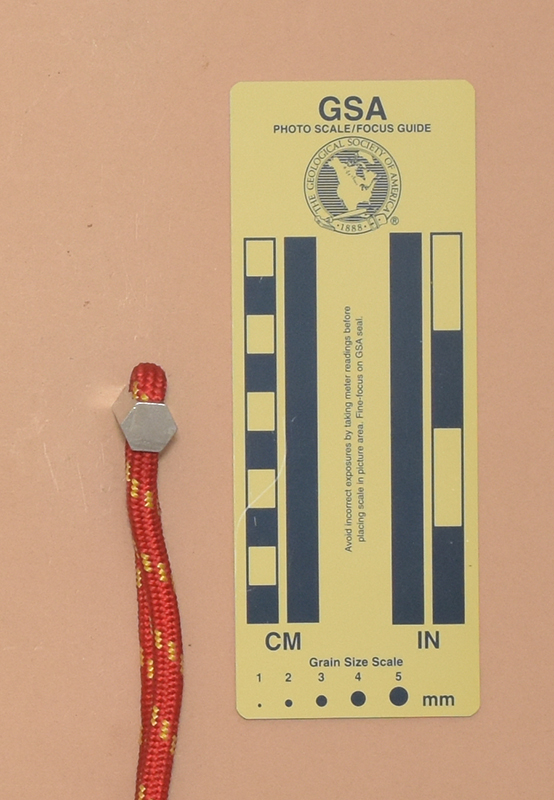 GSA
PHOTO SCALE/FOCUS GUIDE
THE GEOLOGICAL SOCIETY OF AMERICA
·1888·
®
Avoid incorrect exposures by taking meter readings before
placing scale in picture area. Fine-focus on GSA seal.
CM IN
Grain Size Scale
1 2 3 4 5
mm